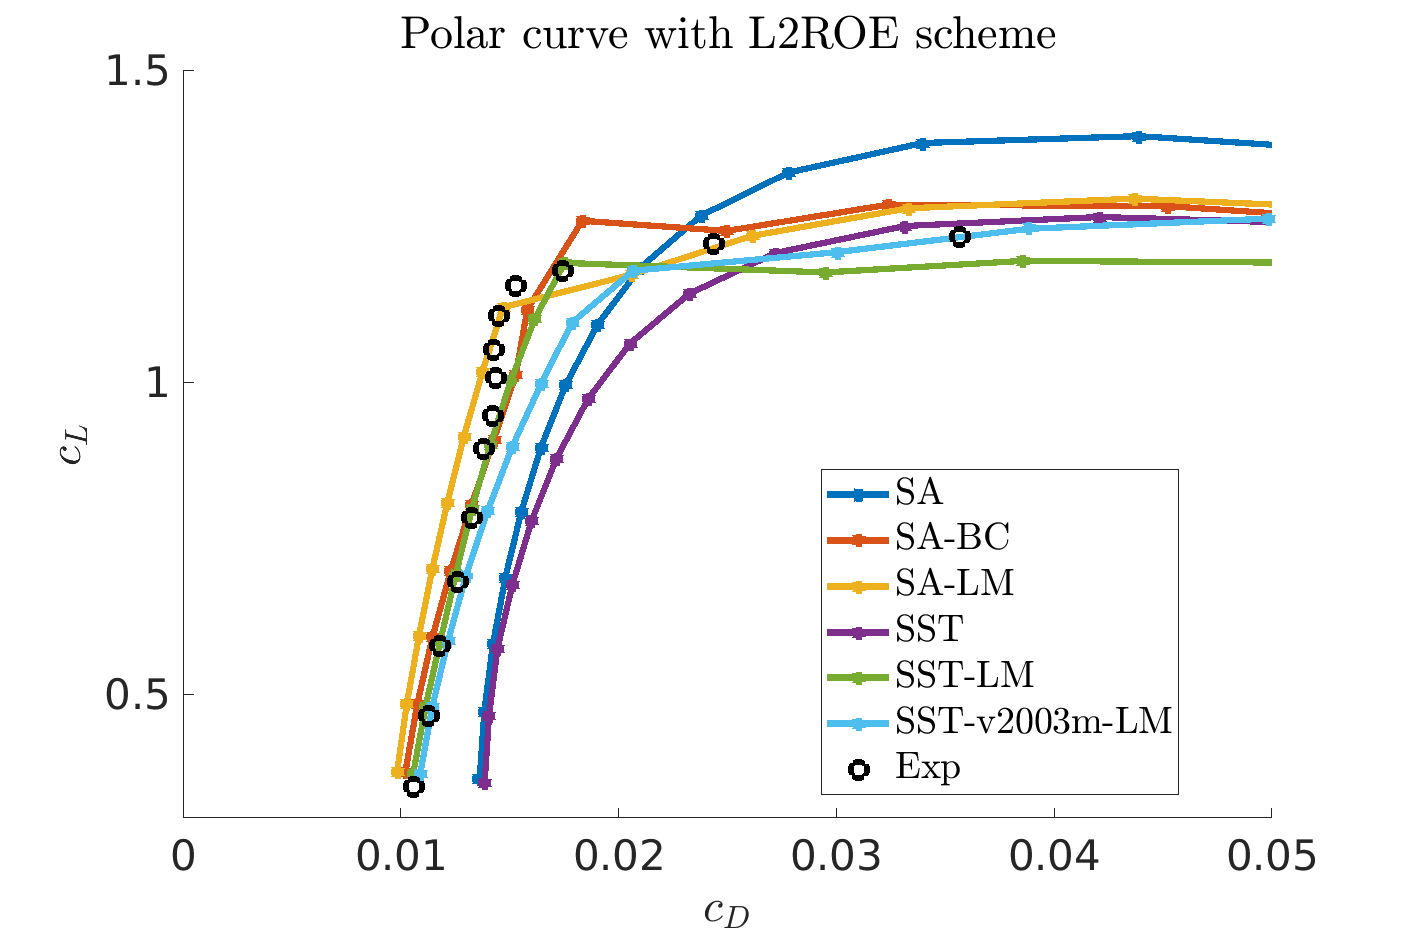 Polar curve with L2ROE scheme
1.5
1
0.5
c_L
SA
SA-BC
SA-LM
SST
SST-LM
SST-v2003m-LM
Exp
0 0.01 0.02 0.03 0.04 0.05
c_D